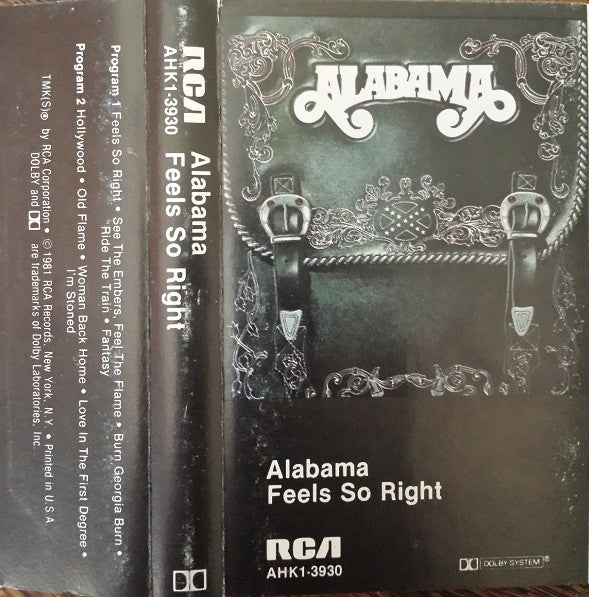 Program 1 Feels So Right • See The Embers, Feel The Flame • Burn Georgia Burn •
Ride The Train • Fantasy
Program 2 Hollywood • Old Flame • Woman Back Home • Love In The First Degree •
I'm Stoned
TMK(S)® by RCA Corporation • © 1981 RCA Records, New York, N.Y. • Printed in U.S.A.
DOLBY and are trademarks of Dolby Laboratories, Inc.
RCA Alabama
AHK1-3930 Feels So Right
ALABAMA
Alabama
Feels So Right
RCA
AHK1-3930
DOLBY SYSTEM®